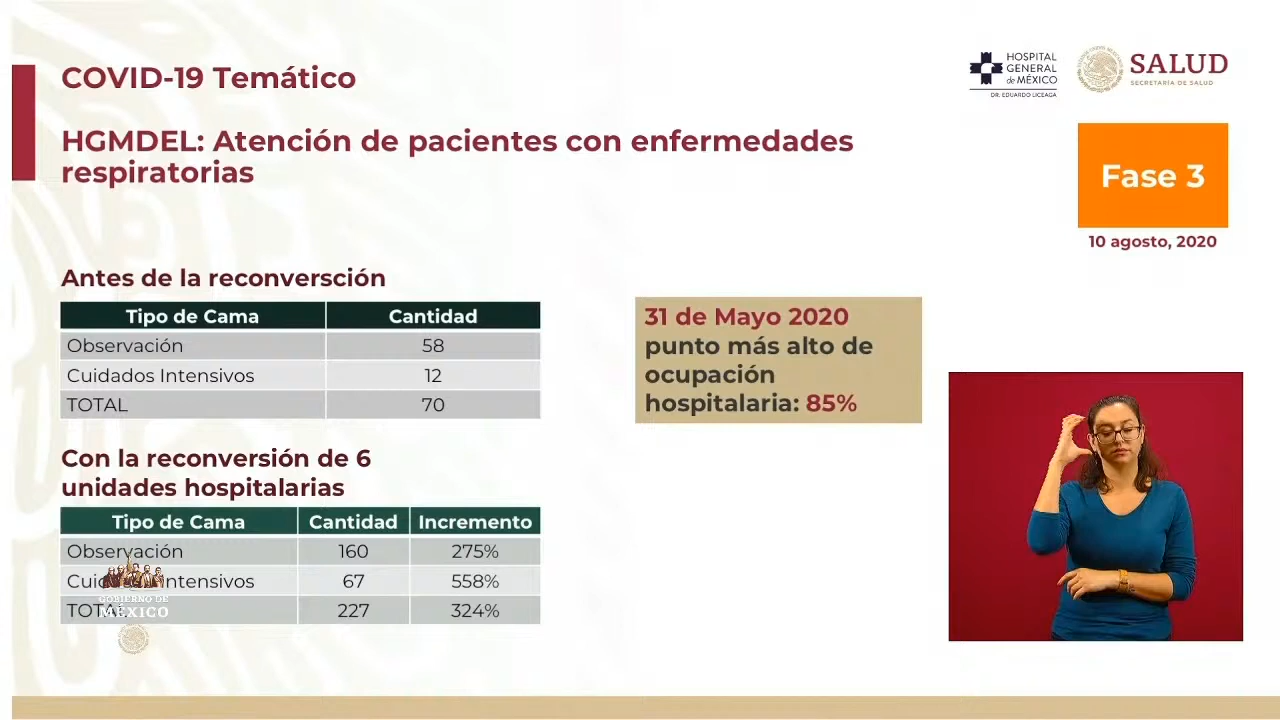 COVID-19 Temático
HGMDEL: Atención de pacientes con enfermedades
respiratorias
HOSPITAL
GENERAL
de MÉXICO
DR. EDUARDO LICEAGA
SALUD
SECRETARÍA DE SALUD
Fase 3
10 agosto, 2020
Antes de la reconversción
Tipo de Cama Cantidad
Observación 58
Cuidados Intensivos 12
TOTAL 70
31 de Mayo 2020
punto más alto de
ocupación
hospitalaria: 85%
Con la reconversión de 6
unidades hospitalarias
Tipo de Cama Cantidad Incremento
Observación 160 275%
Cuidados Intensivos 67 558%
TOTAL 227 324%
GOBIERNO DE
MÉXICO